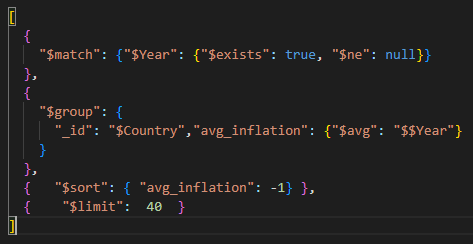 [
  {
    "$match": {"$Year": {"$exists": true, "$ne": null}}
  },
  {
    "$group": {
      "_id": "$Country","avg_inflation": {"$avg": "$$Year"}
    }
  },
  {   "$sort": { "avg_inflation": -1} },
  {    "$limit":  40  }
]